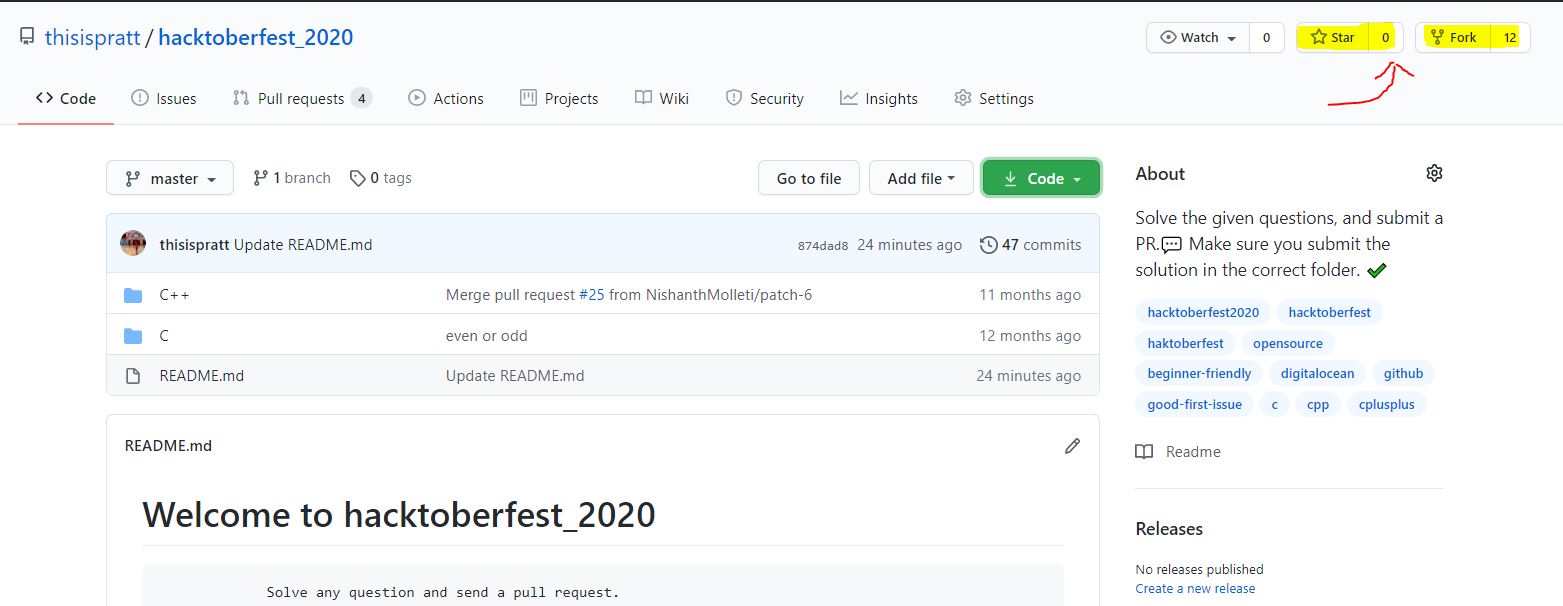 thisispratt / hacktoberfest_2020
Watch 0 Star 0 Fork 12
Code Issues Pull requests 4 Actions Projects Wiki Security Insights Settings
master 1 branch 0 tags Go to file Add file Code
thisispratt Update README.md 874dad8 24 minutes ago 47 commits
C++ Merge pull request #25 from NishanthMolleti/patch-6 11 months ago
C even or odd 12 months ago
README.md Update README.md 24 minutes ago
README.md
Welcome to hacktoberfest_2020
Solve any question and send a pull request.
About
Solve the given questions, and submit a
PR.💬 Make sure you submit the
solution in the correct folder. ✔
hacktoberfest2020 hacktoberfest
haktoberfest opensource
beginner-friendly digitalocean github
good-first-issue c cpp cplusplus
Readme
Releases
No releases published
Create a new release